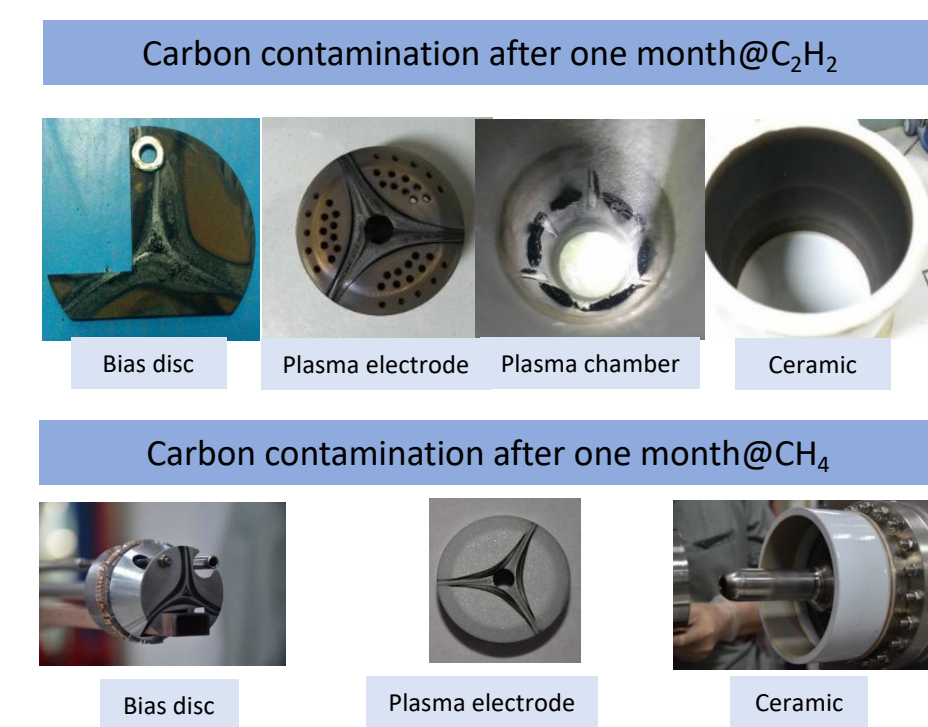 Carbon contamination after one month@C₂H₂
Bias disc
Plasma electrode
Plasma chamber
Ceramic
Carbon contamination after one month@CH₄
Bias disc
Plasma electrode
Ceramic